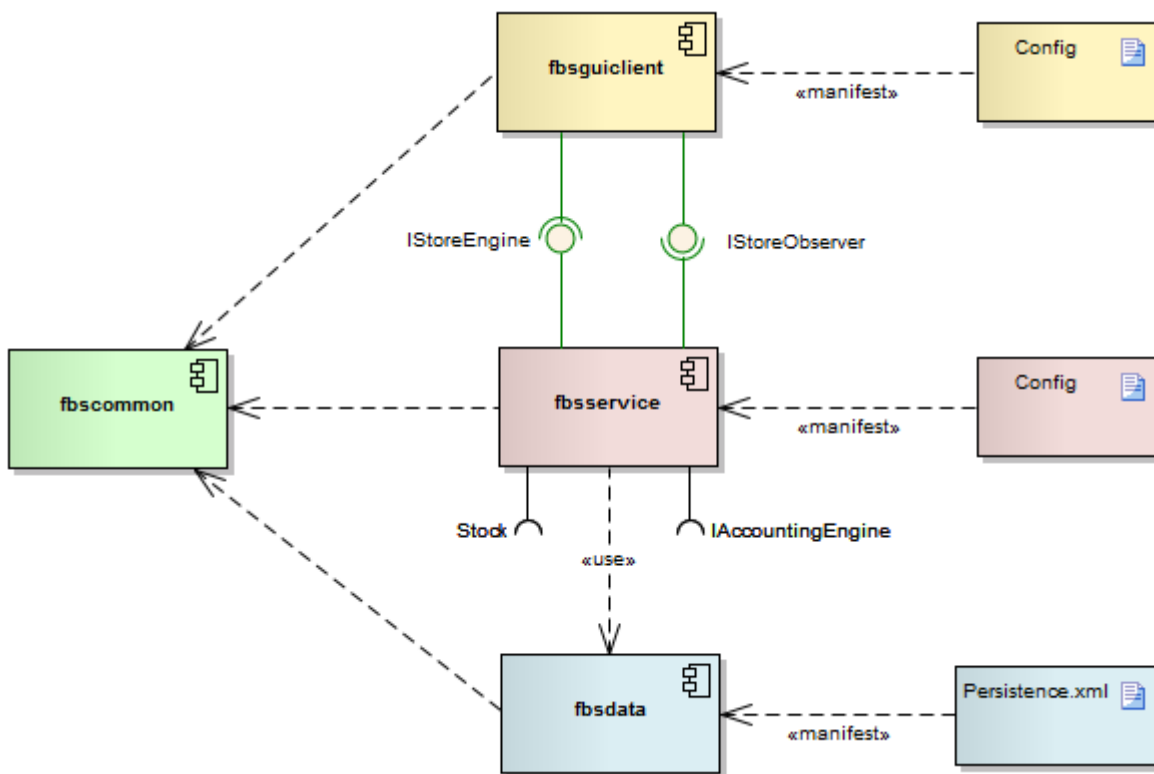 fbsguiclient
Config
«manifest»
IStoreEngine
IStoreObserver
fbscommon
fbsservice
Config
«manifest»
Stock
IAccountingEngine
«use»
fbsdata
Persistence.xml
«manifest»